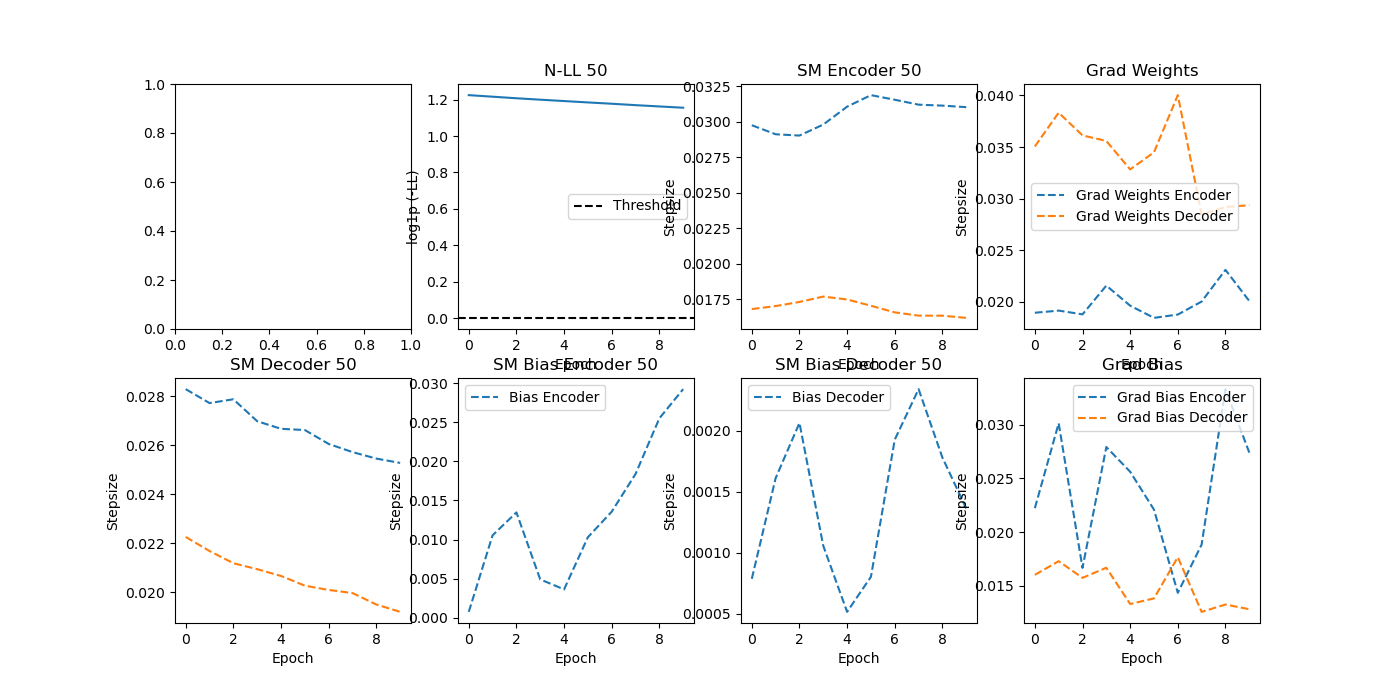 N-LL 50
SM Encoder 50
Grad Weights
1.0
0.8
0.6
0.4
0.2
0.0
0.0 0.2 0.4 0.6 0.8 1.0
log1p (-LL)
1.2
1.0
0.8
0.6
0.4
0.2
0.0
Threshold
0 2 4 6 8
Epoch
Stepsize
0.0325
0.0300
0.0275
0.0250
0.0225
0.0200
0.0175
0 2 4 6 8
Epoch
Stepsize
0.040
0.035
0.025
0.020
Grad Weights Encoder
Grad Weights Decoder
0 2 4 6 8
Epoch
SM Decoder 50
SM Bias Encoder 50
SM Bias Decoder 50
Grad Bias
Stepsize
0.028
0.026
0.024
0.022
0.020
0 2 4 6 8
Epoch
Stepsize
0.030
0.025
0.020
0.015
0.010
0.005
0.000
Bias Encoder
0 2 4 6 8
Epoch
Stepsize
0.0020
0.0015
0.0010
0.0005
Bias Decoder
0 2 4 6 8
Epoch
Stepsize
0.030
0.025
0.020
0.015
Grad Bias Encoder
Grad Bias Decoder
0 2 4 6 8
Epoch